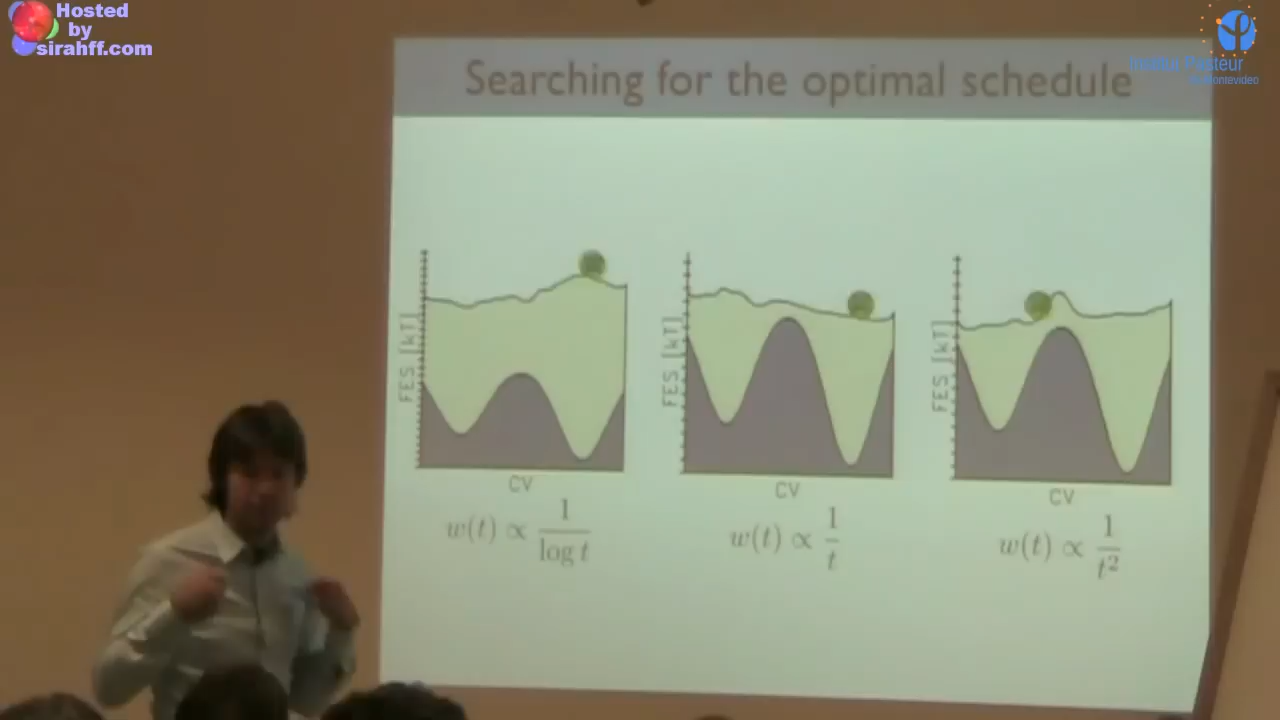 Hosted
by
sirahff.com
Institut Pasteur
de Montevideo
Searching for the optimal schedule
FES [kT]
FES [kT]
FES [kT]
CV
CV
CV
w(t) ∝ 1/log t
w(t) ∝ 1/t
w(t) ∝ 1/t²